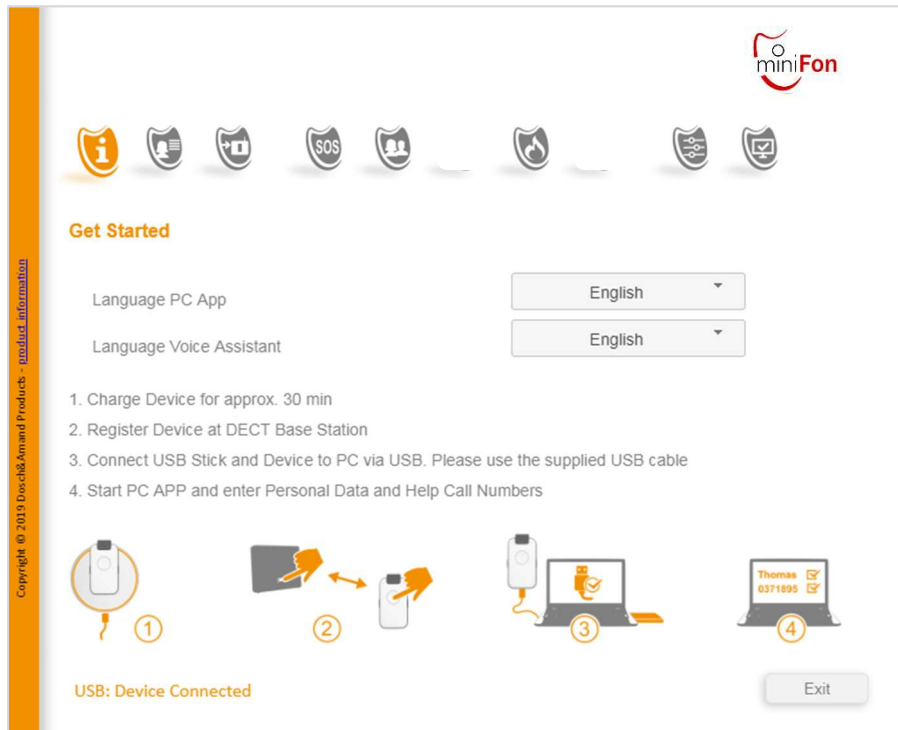 miniFon
i
SOS
Get Started
Language PC App
English
Language Voice Assistant
English
1. Charge Device for approx. 30 min
2. Register Device at DECT Base Station
3. Connect USB Stick and Device to PC via USB. Please use the supplied USB cable
4. Start PC APP and enter Personal Data and Help Call Numbers
Thomas
0371895
1
2
3
4
USB: Device Connected
Exit
Copyright © 2019 Dosch&Amand Products - product information